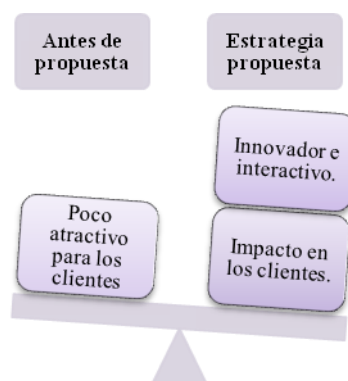 Antes de
propuesta
Estrategia
propuesta
Innovador e
interactivo.
Poco
atractivo
para los
clientes
Impacto en
los clientes.